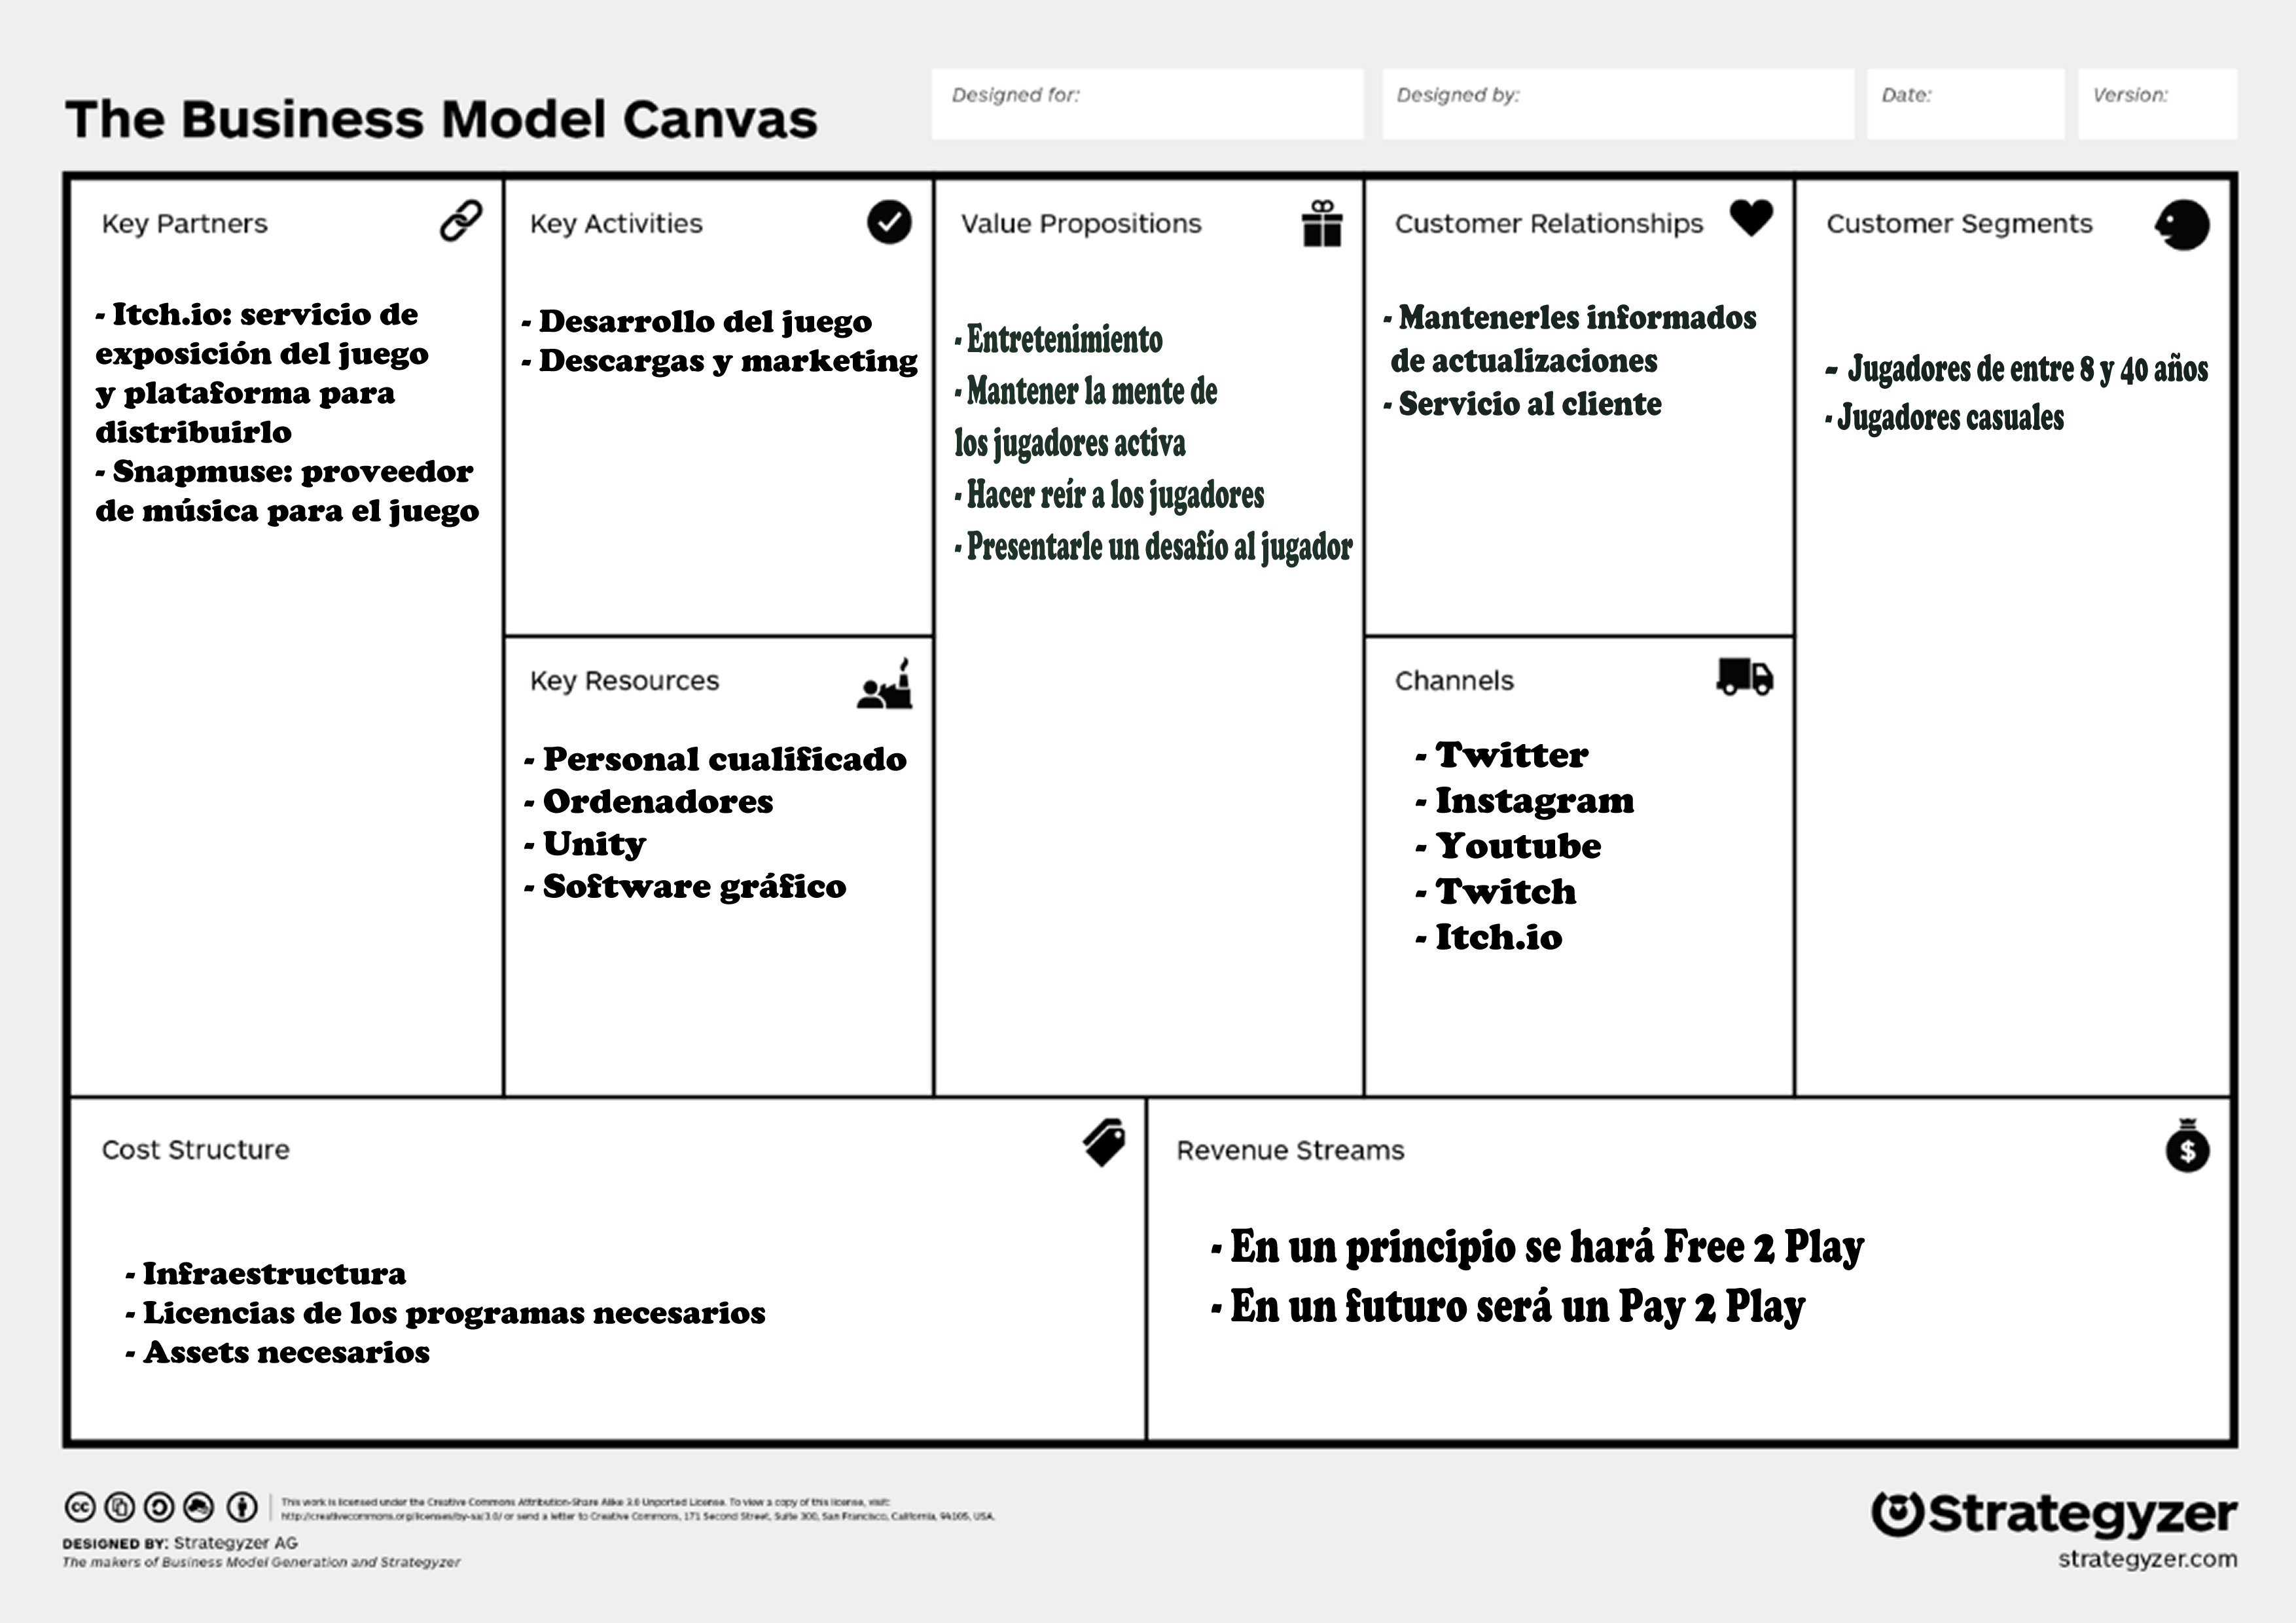 The Business Model Canvas
Designed for:
Designed by:
Date:
Version:
Key Partners
- Itch.io: servicio de
exposición del juego
y plataforma para
distribuirlo
- Snapmuse: proveedor
de música para el juego
Key Activities
- Desarrollo del juego
- Descargas y marketing
Key Resources
- Personal cualificado
- Ordenadores
- Unity
- Software gráfico
Value Propositions
- Entretenimiento
- Mantener la mente de
los jugadores activa
- Hacer reír a los jugadores
- Presentarle un desafío al jugador
Customer Relationships
- Mantenerles informados
de actualizaciones
- Servicio al cliente
Channels
- Twitter
- Instagram
- Youtube
- Twitch
- Itch.io
Customer Segments
- Jugadores de entre 8 y 40 años
- Jugadores casuales
Cost Structure
- Infraestructura
- Licencias de los programas necesarios
- Assets necesarios
Revenue Streams
$
- En un principio se hará Free 2 Play
- En un futuro será un Pay 2 Play
cc
This work is licensed under the Creative Commons Attribution-Share Alike 3.0 Unported License. To view a copy of this license, visit:
http://creativecommons.org/licenses/by-sa/3.0/ or send a letter to Creative Commons, 171 Second Street, Suite 300, San Francisco, California, 94105, USA.
DESIGNED BY: Strategyzer AG
The makers of Business Model Generation and Strategyzer
Strategyzer
strategyzer.com